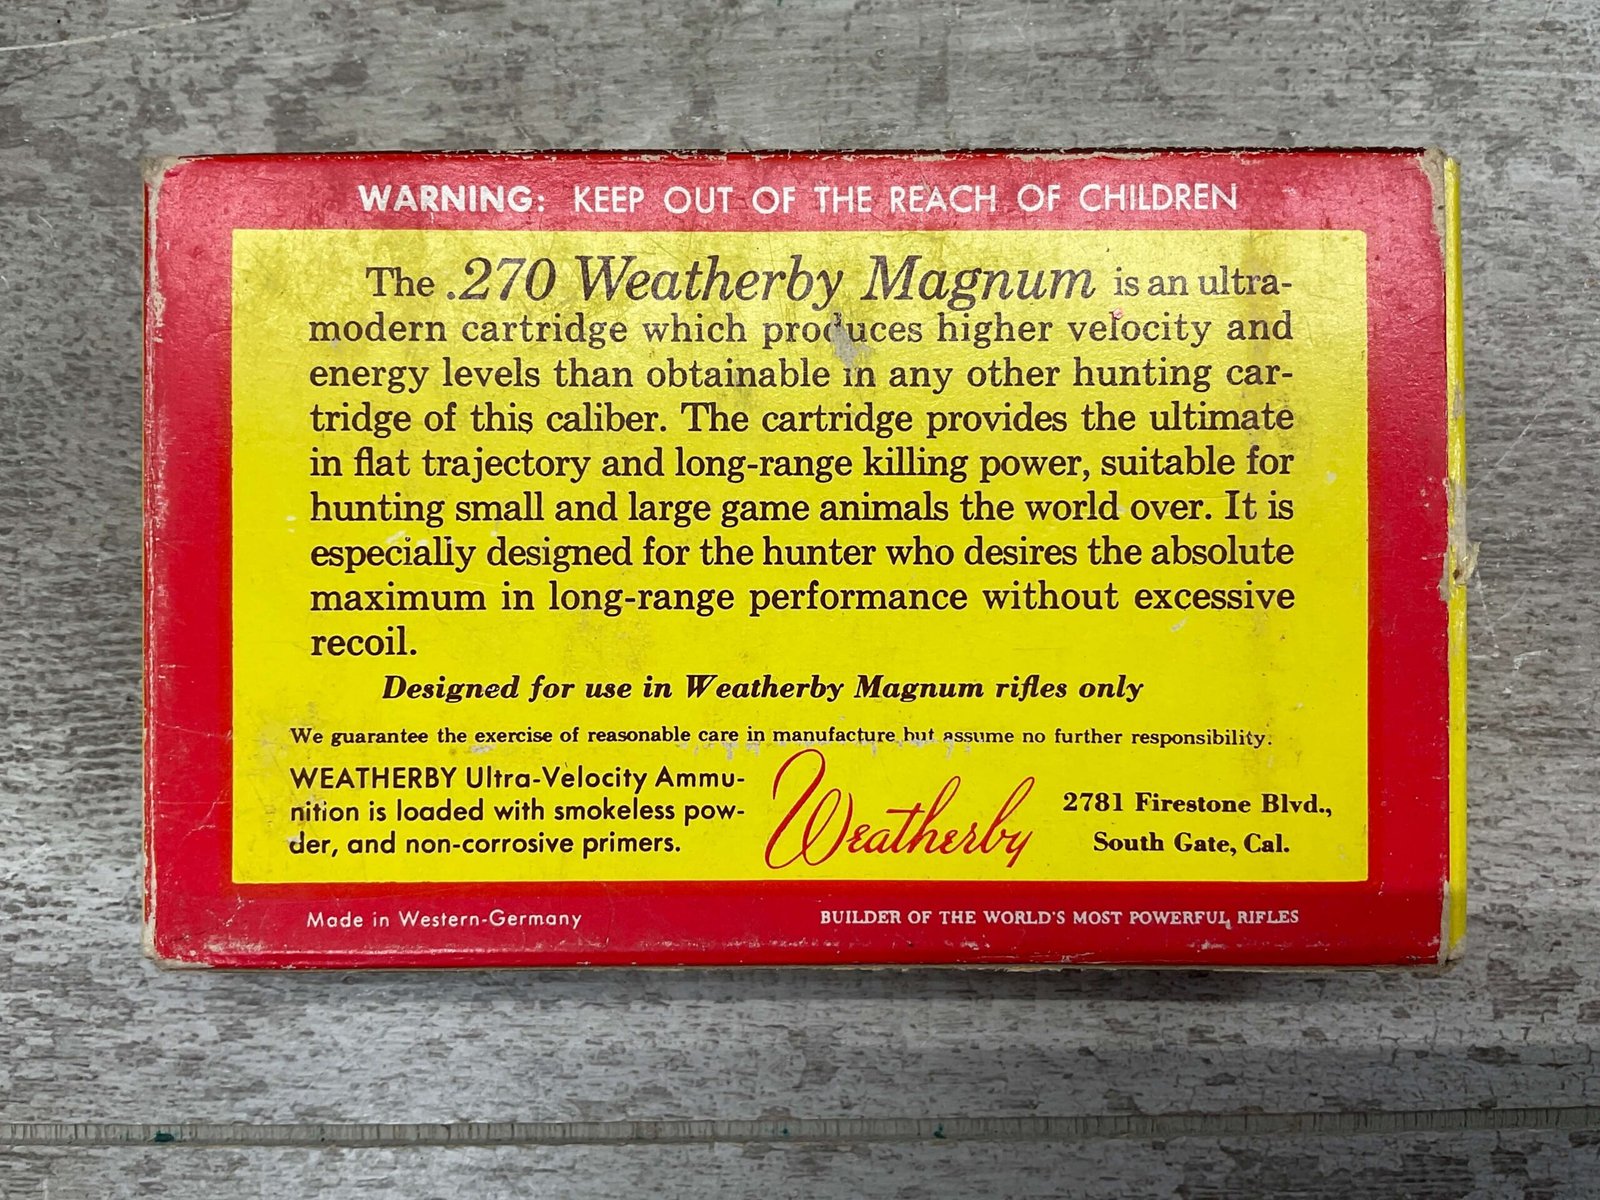 WARNING: KEEP OUT OF THE REACH OF CHILDREN
The .270 Weatherby Magnum is an ultra-
modern cartridge which produces higher velocity and
energy levels than obtainable in any other hunting car-
tridge of this caliber. The cartridge provides the ultimate
in flat trajectory and long-range killing power, suitable for
hunting small and large game animals the world over. It is
especially designed for the hunter who desires the absolute
maximum in long-range performance without excessive
recoil.
Designed for use in Weatherby Magnum rifles only
We guarantee the exercise of reasonable care in manufacture but assume no further responsibility.
WEATHERBY Ultra-Velocity Ammu-
nition is loaded with smokeless pow-
der, and non-corrosive primers.
Weatherby
2781 Firestone Blvd.,
South Gate, Cal.
Made in Western-Germany
BUILDER OF THE WORLD'S MOST POWERFUL RIFLES